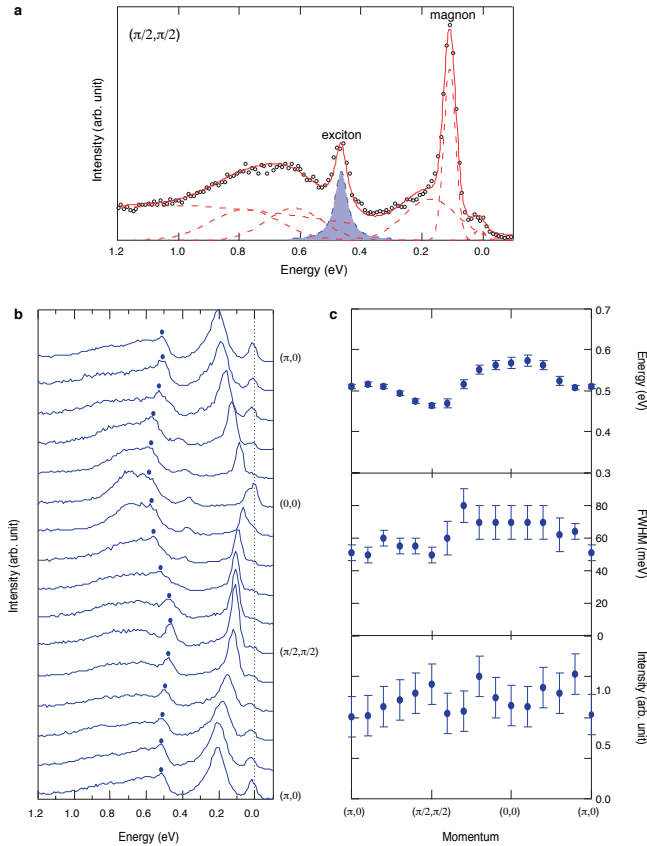 a
(π/2,π/2)
magnon
exciton
Intensity (arb. unit)
1.2 1.0 0.8 0.6 0.4 0.2 0.0
Energy (eV)
b
(π,0)
(0,0)
(π/2,π/2)
(π,0)
Intensity (arb. unit)
1.2 1.0 0.8 0.6 0.4 0.2 0.0
Energy (eV)
c
0.7
0.6
0.5
0.4
0.3
Energy (eV)
80
60
40
20
0
FWHM (meV)
1.0
0.5
0.0
Intensity (arb. unit)
(π,0) (π/2,π/2) (0,0) (π,0)
Momentum